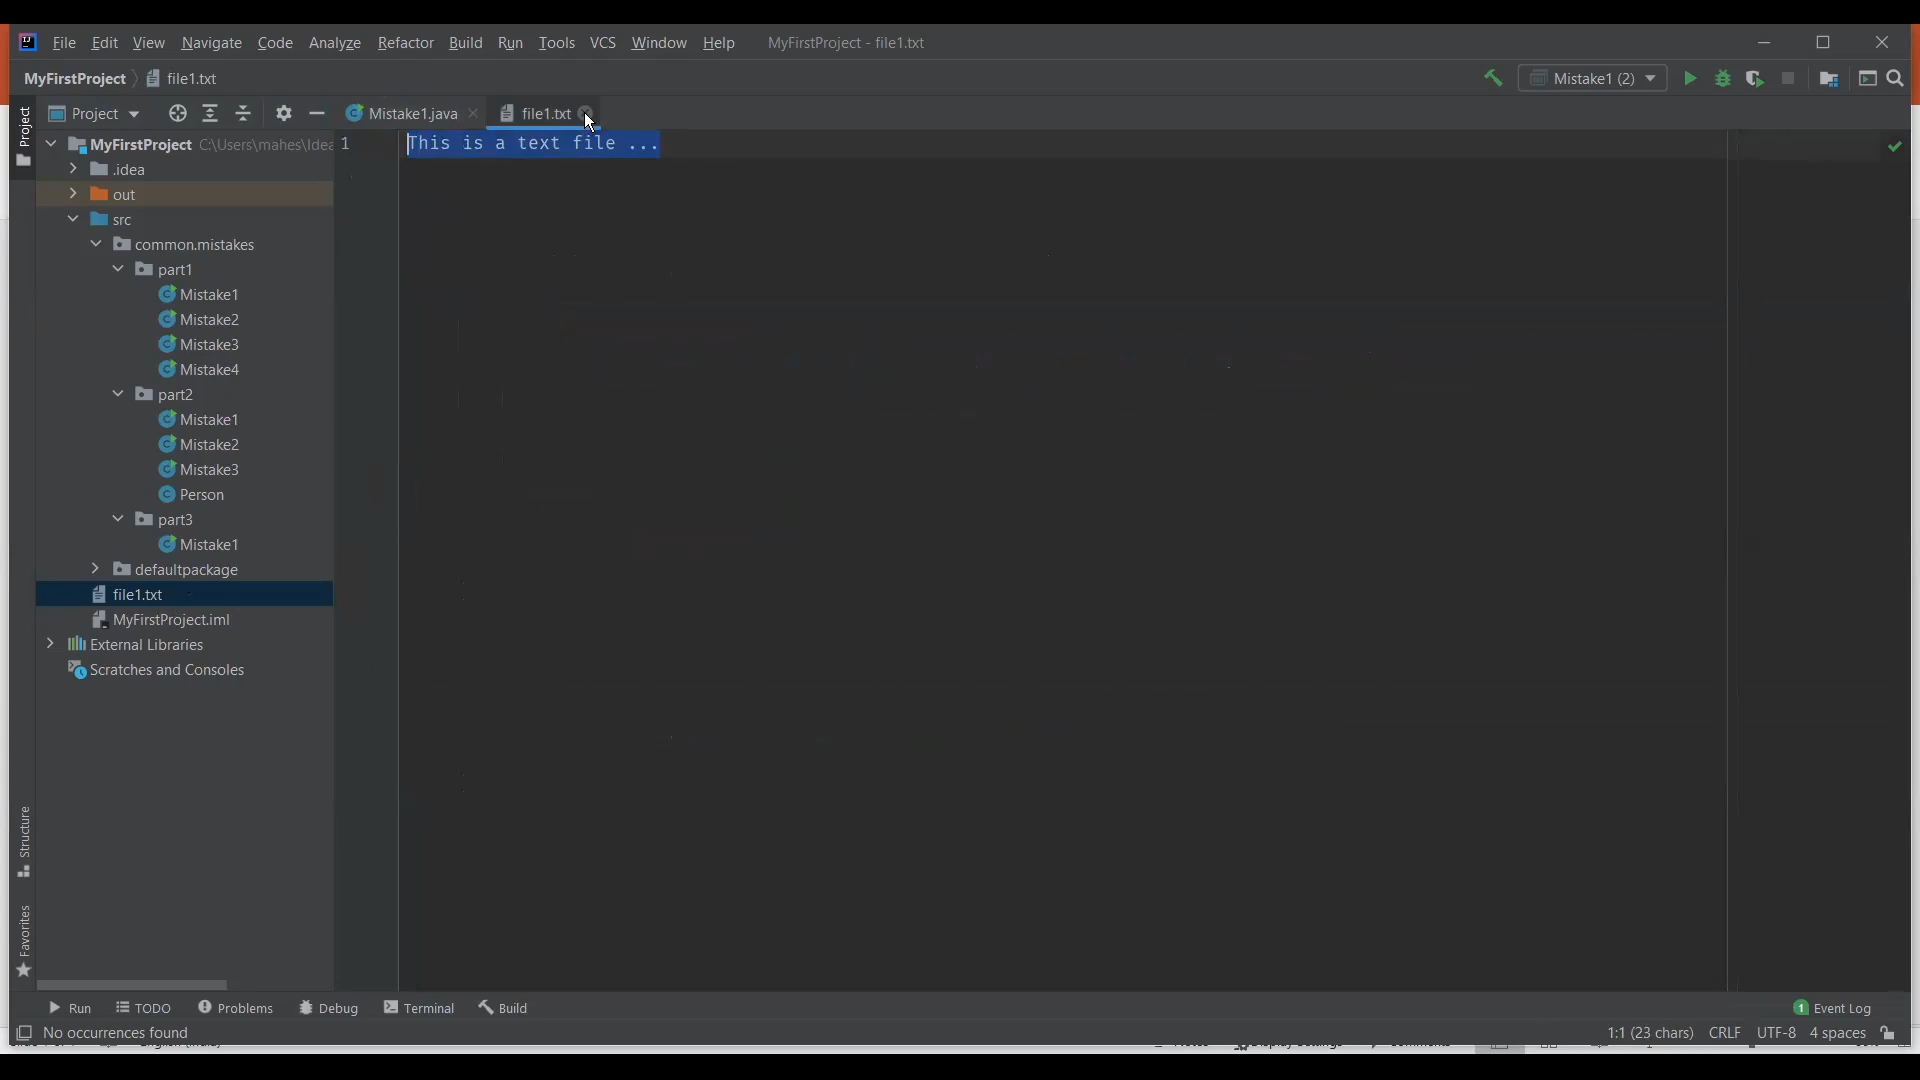 File Edit View Navigate Code Analyze Refactor Build Run Tools VCS Window Help MyFirstProject - file1.txt
MyFirstProject file1.txt Mistake1 (2)
Project Mistake1.java file1.txt
Project
1 This is a text file ...
MyFirstProject C:\Users\mahes\Idea
.idea
out
src
common.mistakes
part1
Mistake1
Mistake2
Mistake3
Mistake4
part2
Mistake1
Mistake2
Mistake3
Person
part3
Mistake1
defaultpackage
file1.txt
MyFirstProject.iml
External Libraries
Scratches and Consoles
Structure
Favorites
Run TODO Problems Debug Terminal Build 1 Event Log
No occurrences found 1:1 (23 chars) CRLF UTF-8 4 spaces